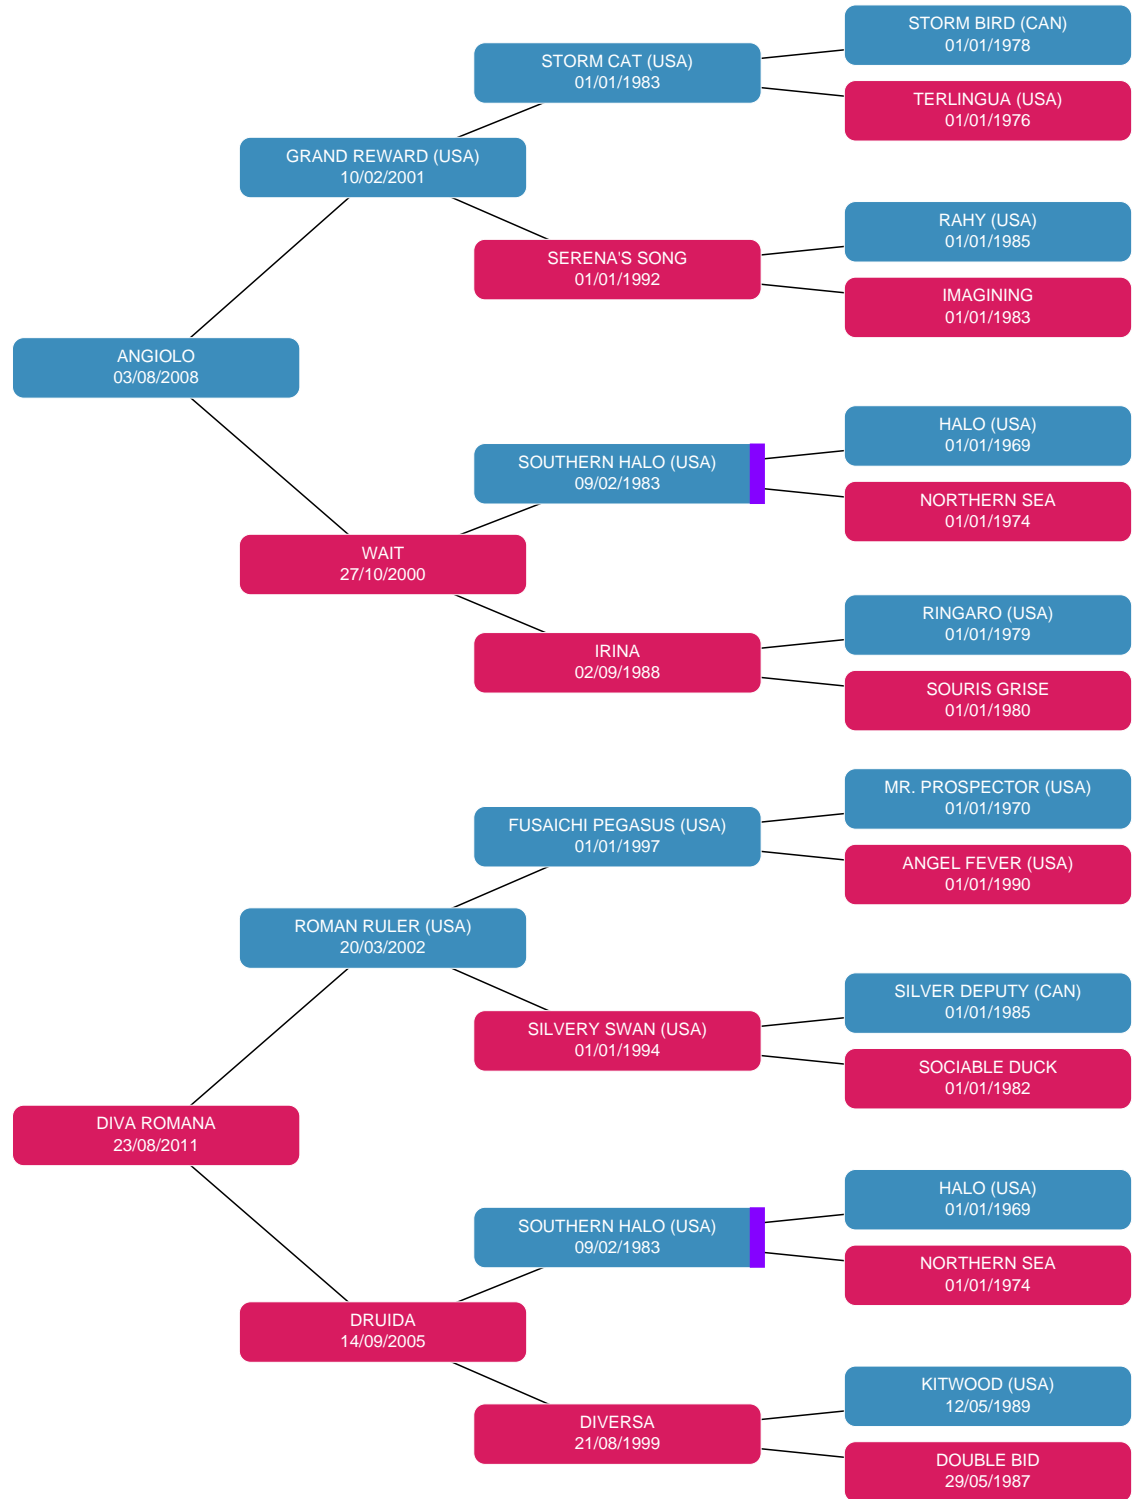 STORM BIRD (CAN)
01/01/1978
STORM CAT (USA)
01/01/1983
TERLINGUA (USA)
01/01/1976
GRAND REWARD (USA)
10/02/2001
RAHY (USA)
01/01/1985
SERENA'S SONG
01/01/1992
IMAGINING
01/01/1983
ANGIOLO
03/08/2008
HALO (USA)
01/01/1969
SOUTHERN HALO (USA)
09/02/1983
NORTHERN SEA
01/01/1974
WAIT
27/10/2000
RINGARO (USA)
01/01/1979
IRINA
02/09/1988
SOURIS GRISE
01/01/1980
MR. PROSPECTOR (USA)
01/01/1970
FUSAICHI PEGASUS (USA)
01/01/1997
ANGEL FEVER (USA)
01/01/1990
ROMAN RULER (USA)
20/03/2002
SILVER DEPUTY (CAN)
01/01/1985
SILVERY SWAN (USA)
01/01/1994
SOCIABLE DUCK
01/01/1982
DIVA ROMANA
23/08/2011
HALO (USA)
01/01/1969
SOUTHERN HALO (USA)
09/02/1983
NORTHERN SEA
01/01/1974
DRUIDA
14/09/2005
KITWOOD (USA)
12/05/1989
DIVERSA
21/08/1999
DOUBLE BID
29/05/1987